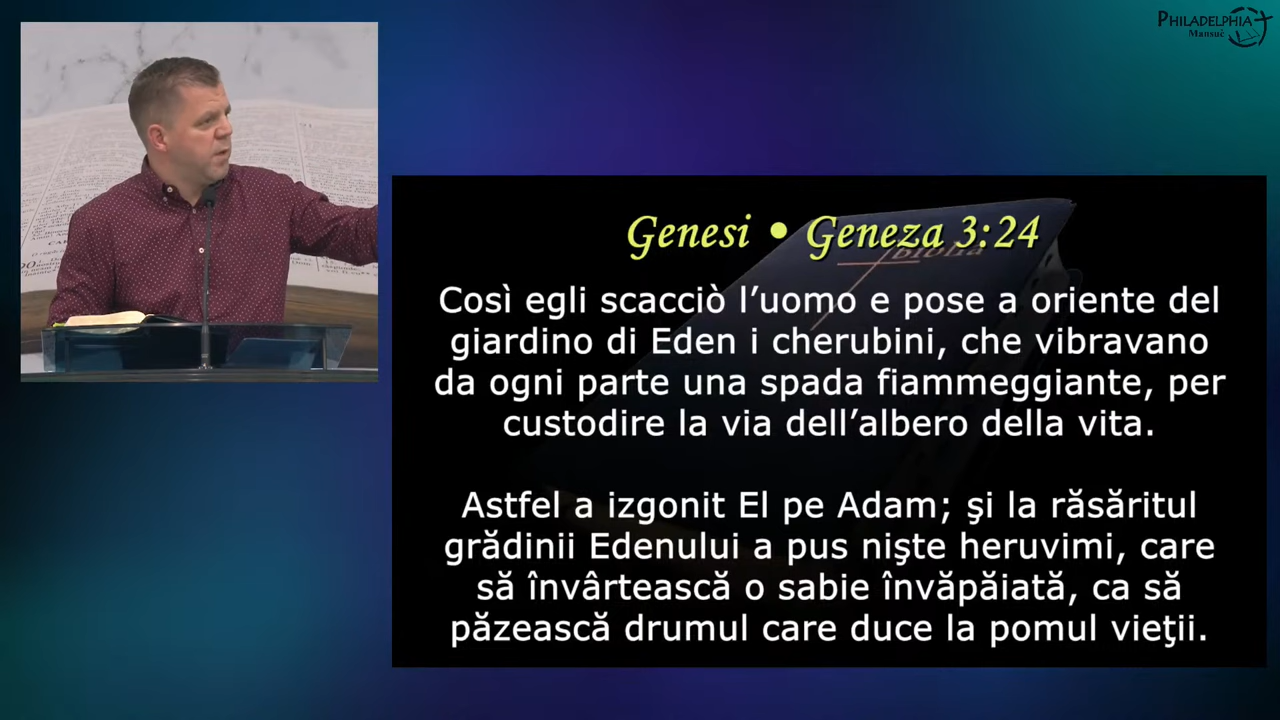 PHILADELPHIA
Mansuè
Genesi • Geneza 3:24
biblia
Così egli scacciò l’uomo e pose a oriente del
giardino di Eden i cherubini, che vibravano
da ogni parte una spada fiammeggiante, per
custodire la via dell’albero della vita.
Astfel a izgonit El pe Adam; şi la răsăritul
grădinii Edenului a pus nişte heruvimi, care
să învârtească o sabie învăpăiată, ca să
păzească drumul care duce la pomul vieţii.